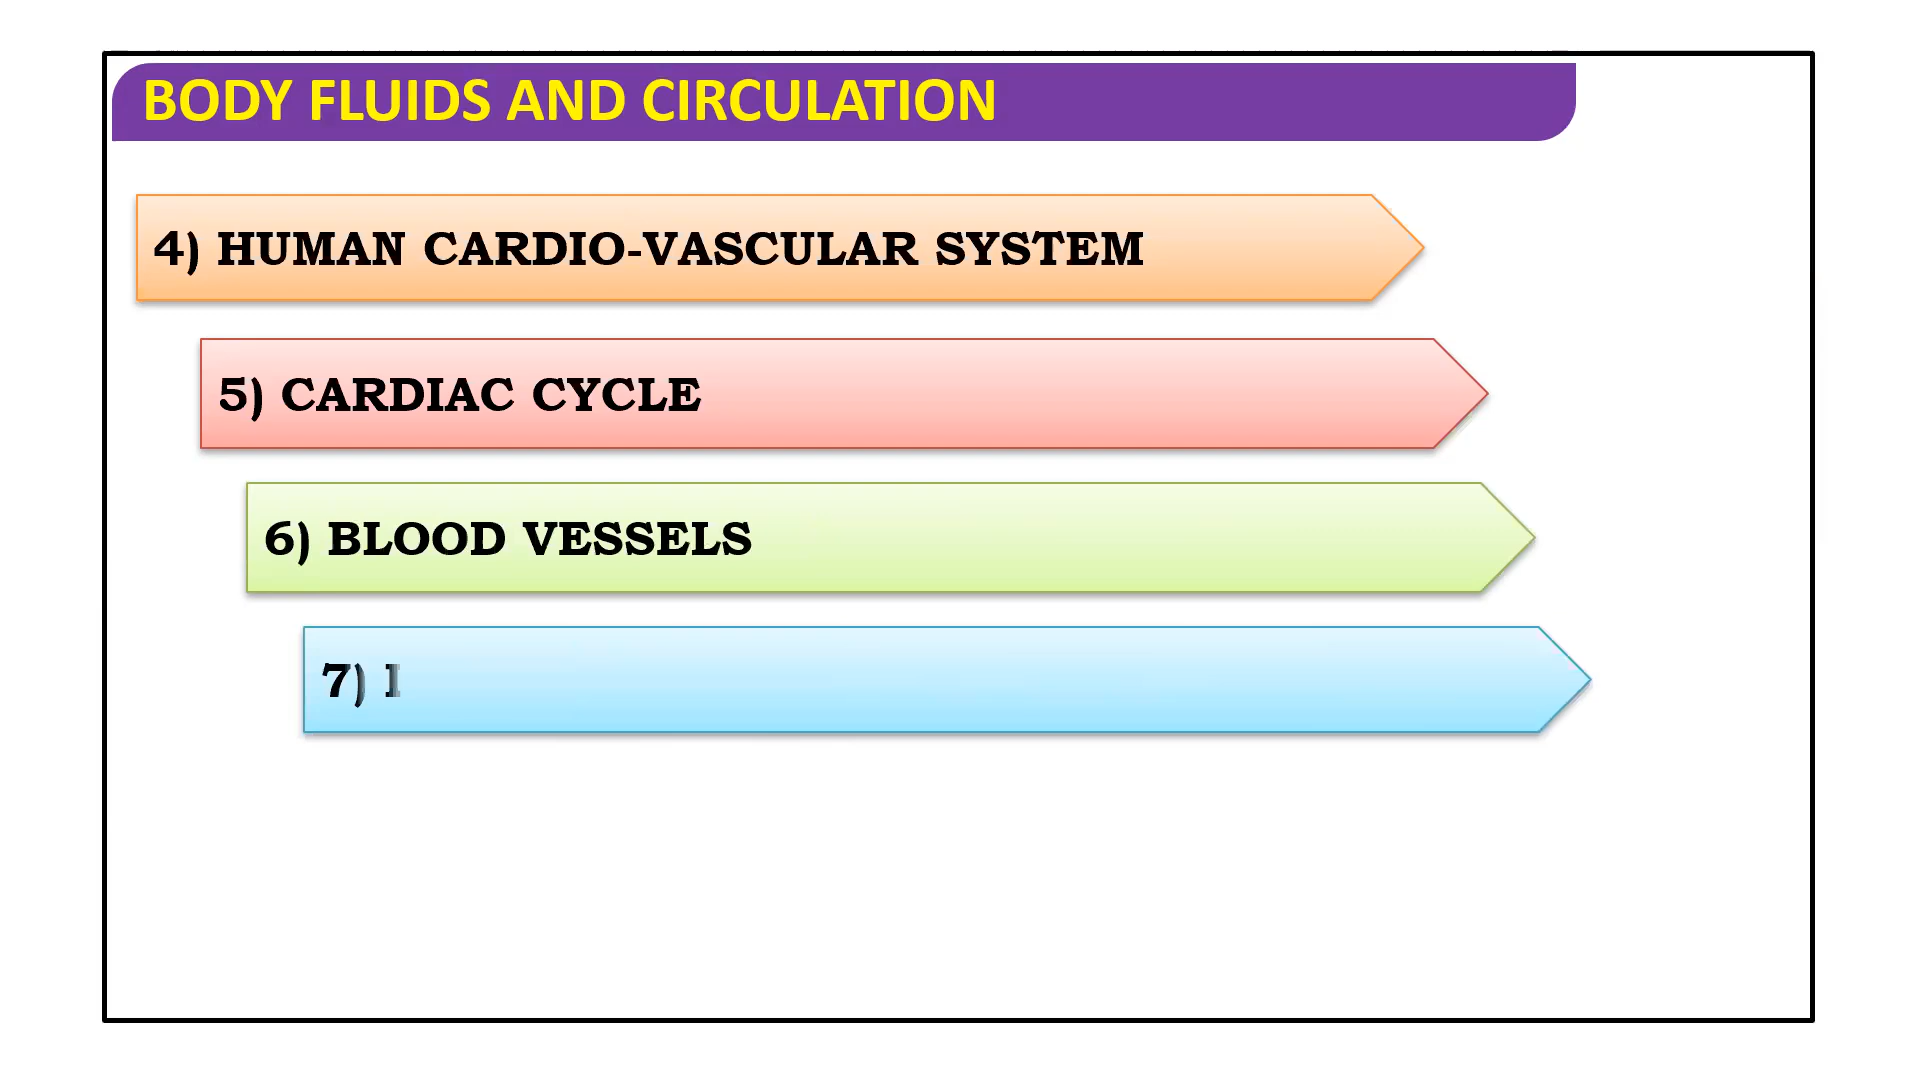 BODY FLUIDS AND CIRCULATION
4) HUMAN CARDIO-VASCULAR SYSTEM
5) CARDIAC CYCLE
6) BLOOD VESSELS
7)